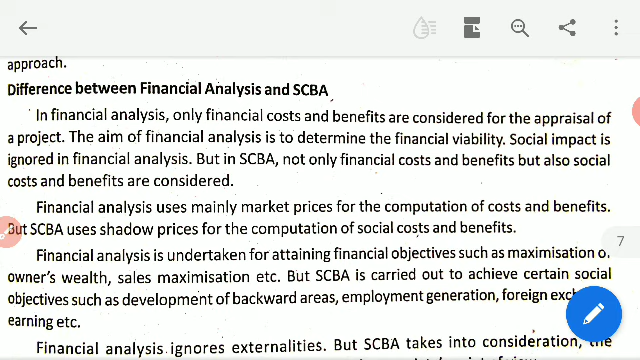 approach.
Difference between Financial Analysis and SCBA
In financial analysis, only financial costs and benefits are considered for the appraisal of
a project. The aim of financial analysis is to determine the financial viability. Social impact is
ignored in financial analysis. But in SCBA, not only financial costs and benefits but also social
costs and benefits are considered.
Financial analysis uses mainly market prices for the computation of costs and benefits.
But SCBA uses shadow prices for the computation of social costs and benefits.
7
Financial analysis is undertaken for attaining financial objectives such as maximisation of
owner's wealth, sales maximisation etc. But SCBA is carried out to achieve certain social
objectives such as development of backward areas, employment generation, foreign
earning etc.
Financial analysis ignores externalities. But SCBA takes into consideration, the